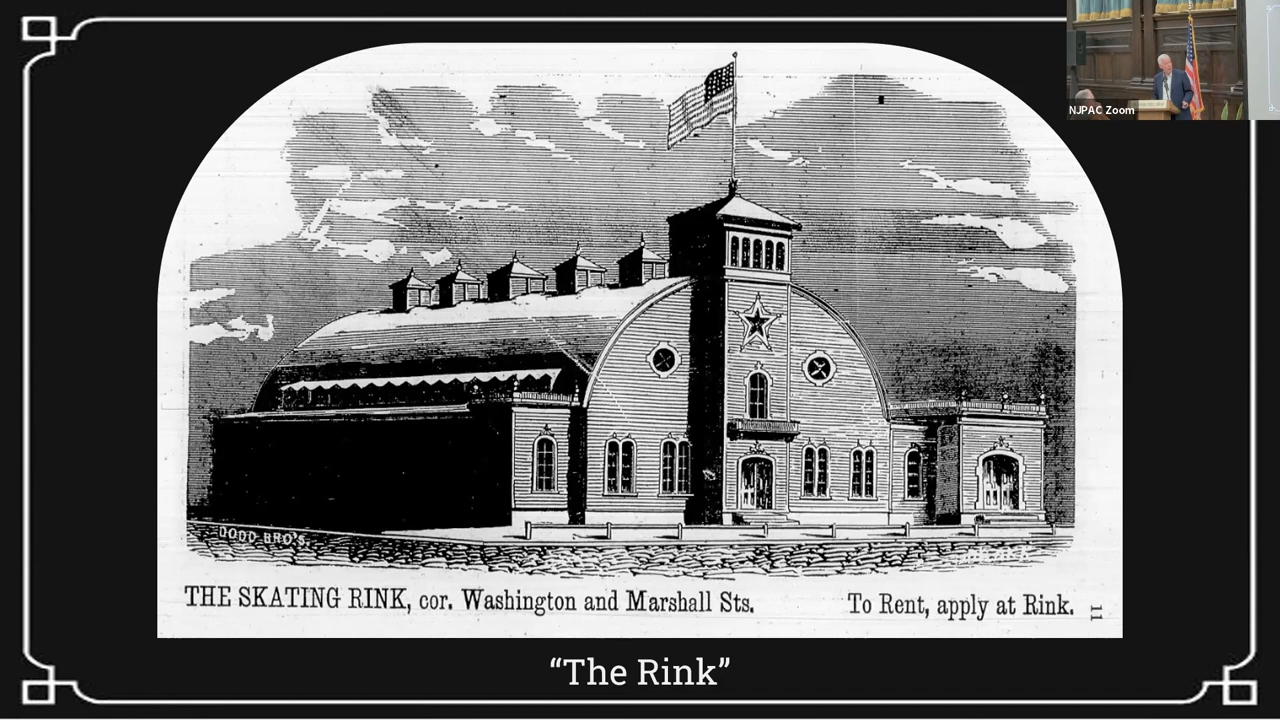 NJPAC Zoom
DODD BRO'S.
THE SKATING RINK, cor. Washington and Marshall Sts. To Rent, apply at Rink.
11
“The Rink”